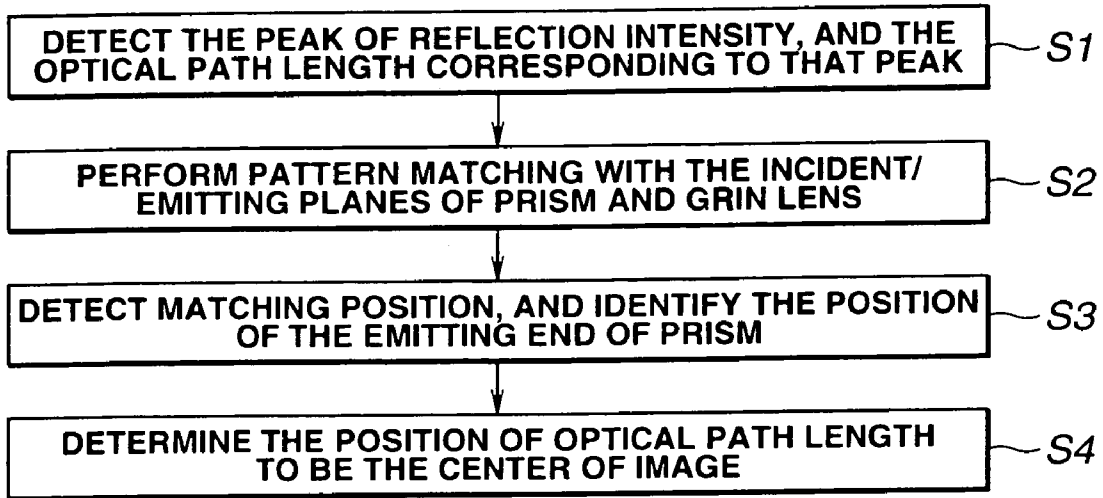 DETECT THE PEAK OF REFLECTION INTENSITY, AND THE
OPTICAL PATH LENGTH CORRESPONDING TO THAT PEAK
S1
PERFORM PATTERN MATCHING WITH THE INCIDENT/
EMITTING PLANES OF PRISM AND GRIN LENS
S2
DETECT MATCHING POSITION, AND IDENTIFY THE POSITION
OF THE EMITTING END OF PRISM
S3
DETERMINE THE POSITION OF OPTICAL PATH LENGTH
TO BE THE CENTER OF IMAGE
S4